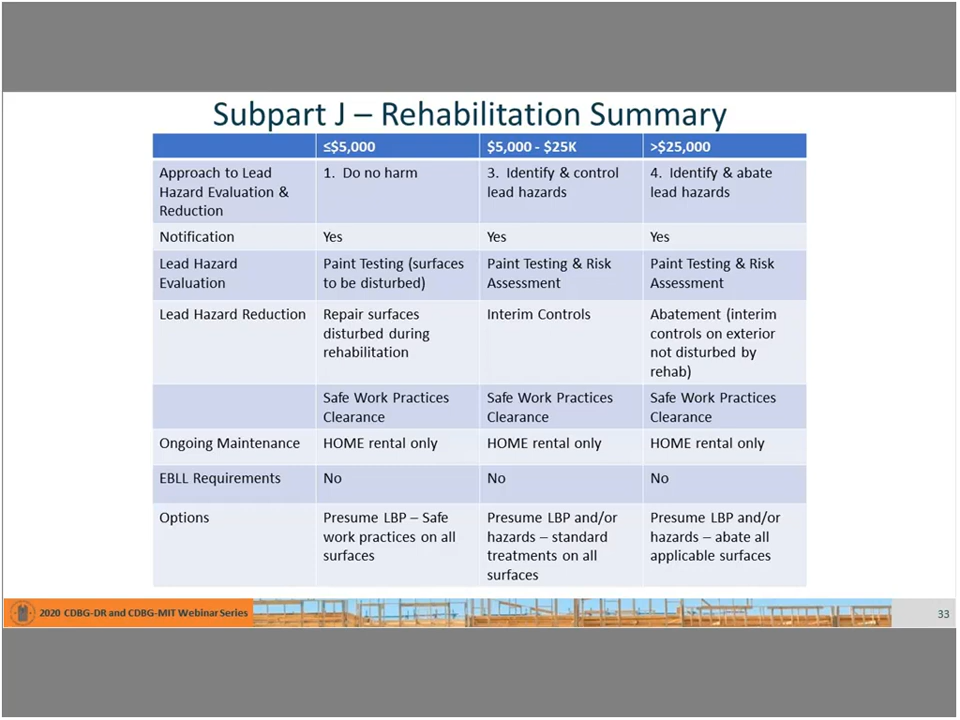 Subpart J – Rehabilitation Summary
≤$5,000
$5,000 - $25K
>$25,000
Approach to Lead
Hazard Evaluation &
Reduction
1. Do no harm
3. Identify & control
lead hazards
4. Identify & abate
lead hazards
Notification
Yes
Yes
Yes
Lead Hazard
Evaluation
Paint Testing (surfaces
to be disturbed)
Paint Testing & Risk
Assessment
Paint Testing & Risk
Assessment
Lead Hazard Reduction
Repair surfaces
disturbed during
rehabilitation
Interim Controls
Abatement (interim
controls on exterior
not disturbed by
rehab)
Safe Work Practices
Clearance
Safe Work Practices
Clearance
Safe Work Practices
Clearance
Ongoing Maintenance
HOME rental only
HOME rental only
HOME rental only
EBLL Requirements
No
No
No
Options
Presume LBP – Safe
work practices on all
surfaces
Presume LBP and/or
hazards – standard
treatments on all
surfaces
Presume LBP and/or
hazards – abate all
applicable surfaces
2020 CDBG-DR and CDBG-MIT Webinar Series
33